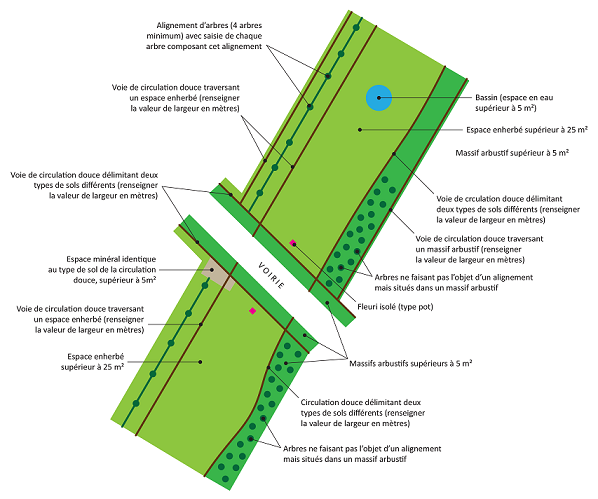 Alignement d'arbres (4 arbres
minimum) avec saisie de chaque
arbre composant cet alignement
Voie de circulation douce traversant
un espace enherbé (renseigner
la valeur de largeur en mètres)
Bassin (espace en eau
supérieur à 5 m²)
Espace enherbé supérieur à 25 m²
Massif arbustif supérieur à 5 m²
Voie de circulation douce délimitant deux
types de sols différents (renseigner
la valeur de largeur en mètres)
Voie de circulation douce délimitant
deux types de sols différents (renseigner
la valeur de largeur en mètres)
Voie de circulation douce traversant
un massif arbustif (renseigner
la valeur de largeur en mètres)
Espace minéral identique
au type de sol de la circulation
douce, supérieur à 5m²
VOIRIE
Arbres ne faisant pas l'objet d'un alignement
mais situés dans un massif arbustif
Fleuri isolé (type pot)
Voie de circulation douce traversant
un espace enherbé (renseigner
la valeur de largeur en mètres)
Espace enherbé
supérieur à 25 m²
Massifs arbustifs supérieurs à 5 m²
Circulation douce délimitant deux
types de sols différents (renseigner
la valeur de largeur en mètres)
Arbres ne faisant pas l'objet d'un alignement
mais situés dans un massif arbustif